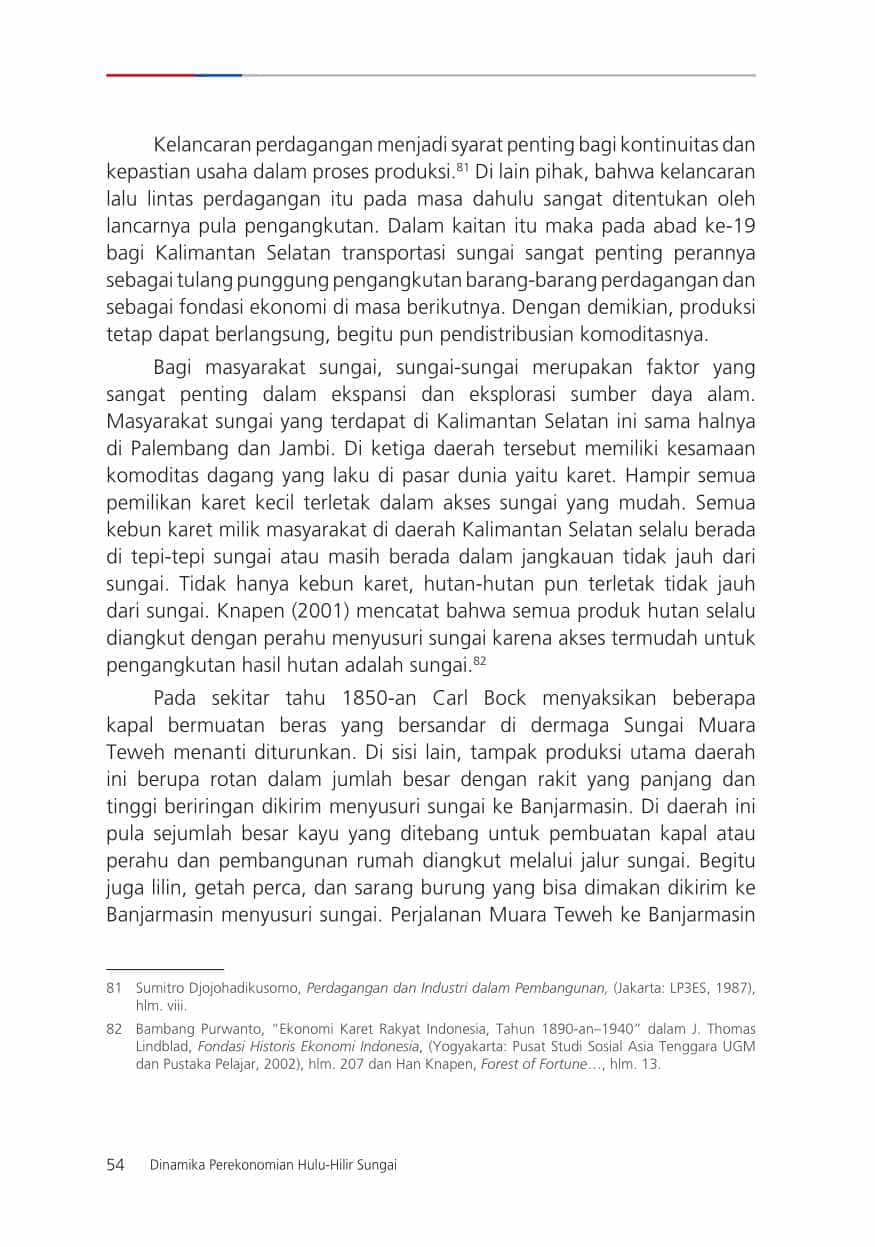 Kelancaran perdagangan menjadi syarat penting bagi kontinuitas dan
kepastian usaha dalam proses produksi.81 Di lain pihak, bahwa kelancaran
lalu lintas perdagangan itu pada masa dahulu sangat ditentukan oleh
lancarnya pula pengangkutan. Dalam kaitan itu maka pada abad ke-19
bagi Kalimantan Selatan transportasi sungai sangat penting perannya
sebagai tulang punggung pengangkutan barang-barang perdagangan dan
sebagai fondasi ekonomi di masa berikutnya. Dengan demikian, produksi
tetap dapat berlangsung, begitu pun pendistribusian komoditasnya.
Bagi masyarakat sungai, sungai-sungai merupakan faktor yang
sangat penting dalam ekspansi dan eksplorasi sumber daya alam.
Masyarakat sungai yang terdapat di Kalimantan Selatan ini sama halnya
di Palembang dan Jambi. Di ketiga daerah tersebut memiliki kesamaan
komoditas dagang yang laku di pasar dunia yaitu karet. Hampir semua
pemilikan karet kecil terletak dalam akses sungai yang mudah. Semua
kebun karet milik masyarakat di daerah Kalimantan Selatan selalu berada
di tepi-tepi sungai atau masih berada dalam jangkauan tidak jauh dari
sungai. Tidak hanya kebun karet, hutan-hutan pun terletak tidak jauh
dari sungai. Knapen (2001) mencatat bahwa semua produk hutan selalu
diangkut dengan perahu menyusuri sungai karena akses termudah untuk
pengangkutan hasil hutan adalah sungai.82
Pada sekitar tahu 1850-an Carl Bock menyaksikan beberapa
kapal bermuatan beras yang bersandar di dermaga Sungai Muara
Teweh menanti diturunkan. Di sisi lain, tampak produksi utama daerah
ini berupa rotan dalam jumlah besar dengan rakit yang panjang dan
tinggi beriringan dikirim menyusuri sungai ke Banjarmasin. Di daerah ini
pula sejumlah besar kayu yang ditebang untuk pembuatan kapal atau
perahu dan pembangunan rumah diangkut melalui jalur sungai. Begitu
juga lilin, getah perca, dan sarang burung yang bisa dimakan dikirim ke
Banjarmasin menyusuri sungai. Perjalanan Muara Teweh ke Banjarmasin
81 Sumitro Djojohadikusomo, Perdagangan dan Industri dalam Pembangunan, (Jakarta: LP3ES, 1987),
hlm. viii.
82 Bambang Purwanto, "Ekonomi Karet Rakyat Indonesia, Tahun 1890-an–1940" dalam J. Thomas
Lindblad, Fondasi Historis Ekonomi Indonesia, (Yogyakarta: Pusat Studi Sosial Asia Tenggara UGM
dan Pustaka Pelajar, 2002), hlm. 207 dan Han Knapen, Forest of Fortune…, hlm. 13.
54 Dinamika Perekonomian Hulu-Hilir Sungai